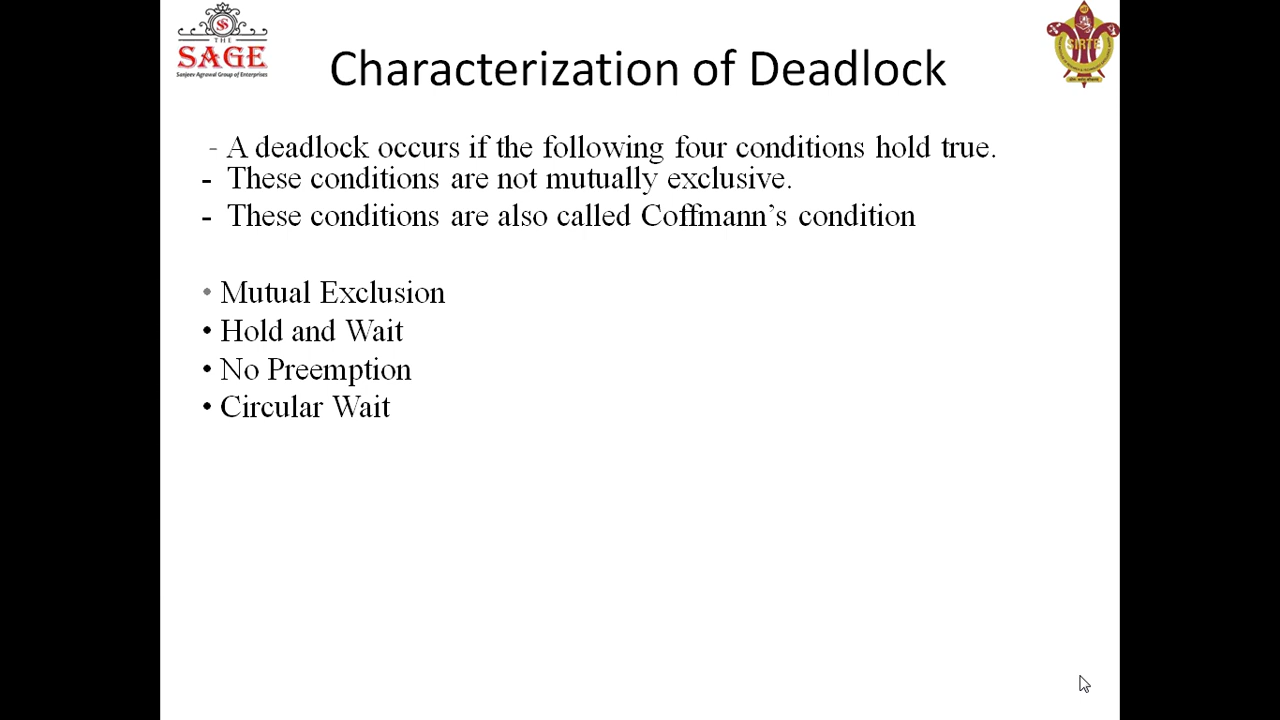 THE
SAGE
Sanjeev Agrawal Group of Enterprises
SIRTE
Characterization of Deadlock
- A deadlock occurs if the following four conditions hold true.
- These conditions are not mutually exclusive.
- These conditions are also called Coffmann’s condition
• Mutual Exclusion
• Hold and Wait
• No Preemption
• Circular Wait